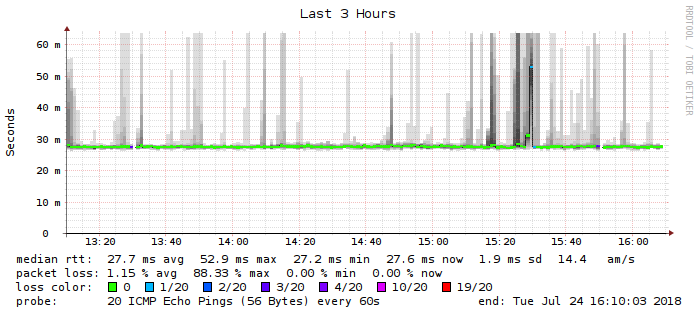 Last 3 Hours
RRDTOOL / TOBI OETIKER
Seconds
60 m
50 m
40 m
30 m
20 m
10 m
0
13:20 13:40 14:00 14:20 14:40 15:00 15:20 15:40 16:00
median rtt: 27.7 ms avg 52.9 ms max 27.2 ms min 27.6 ms now 1.9 ms sd 14.4 am/s
packet loss: 1.15 % avg 88.33 % max 0.00 % min 0.00 % now
loss color: 0 1/20 2/20 3/20 4/20 10/20 19/20
probe: 20 ICMP Echo Pings (56 Bytes) every 60s end: Tue Jul 24 16:10:03 2018